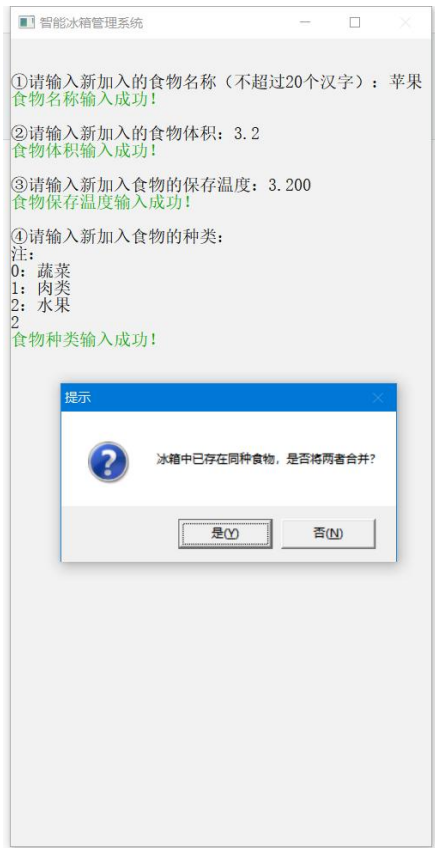 智能冰箱管理系统
①请输入新加入的食物名称（不超过20个汉字）：苹果
食物名称输入成功！
②请输入新加入的食物体积：3.2
食物体积输入成功！
③请输入新加入食物的保存温度：3.200
食物保存温度输入成功！
④请输入新加入食物的种类：
注：
0：蔬菜
1：肉类
2：水果
2
食物种类输入成功！
提示
冰箱中已存在同种食物，是否将两者合并？
是(Y) 否(N)